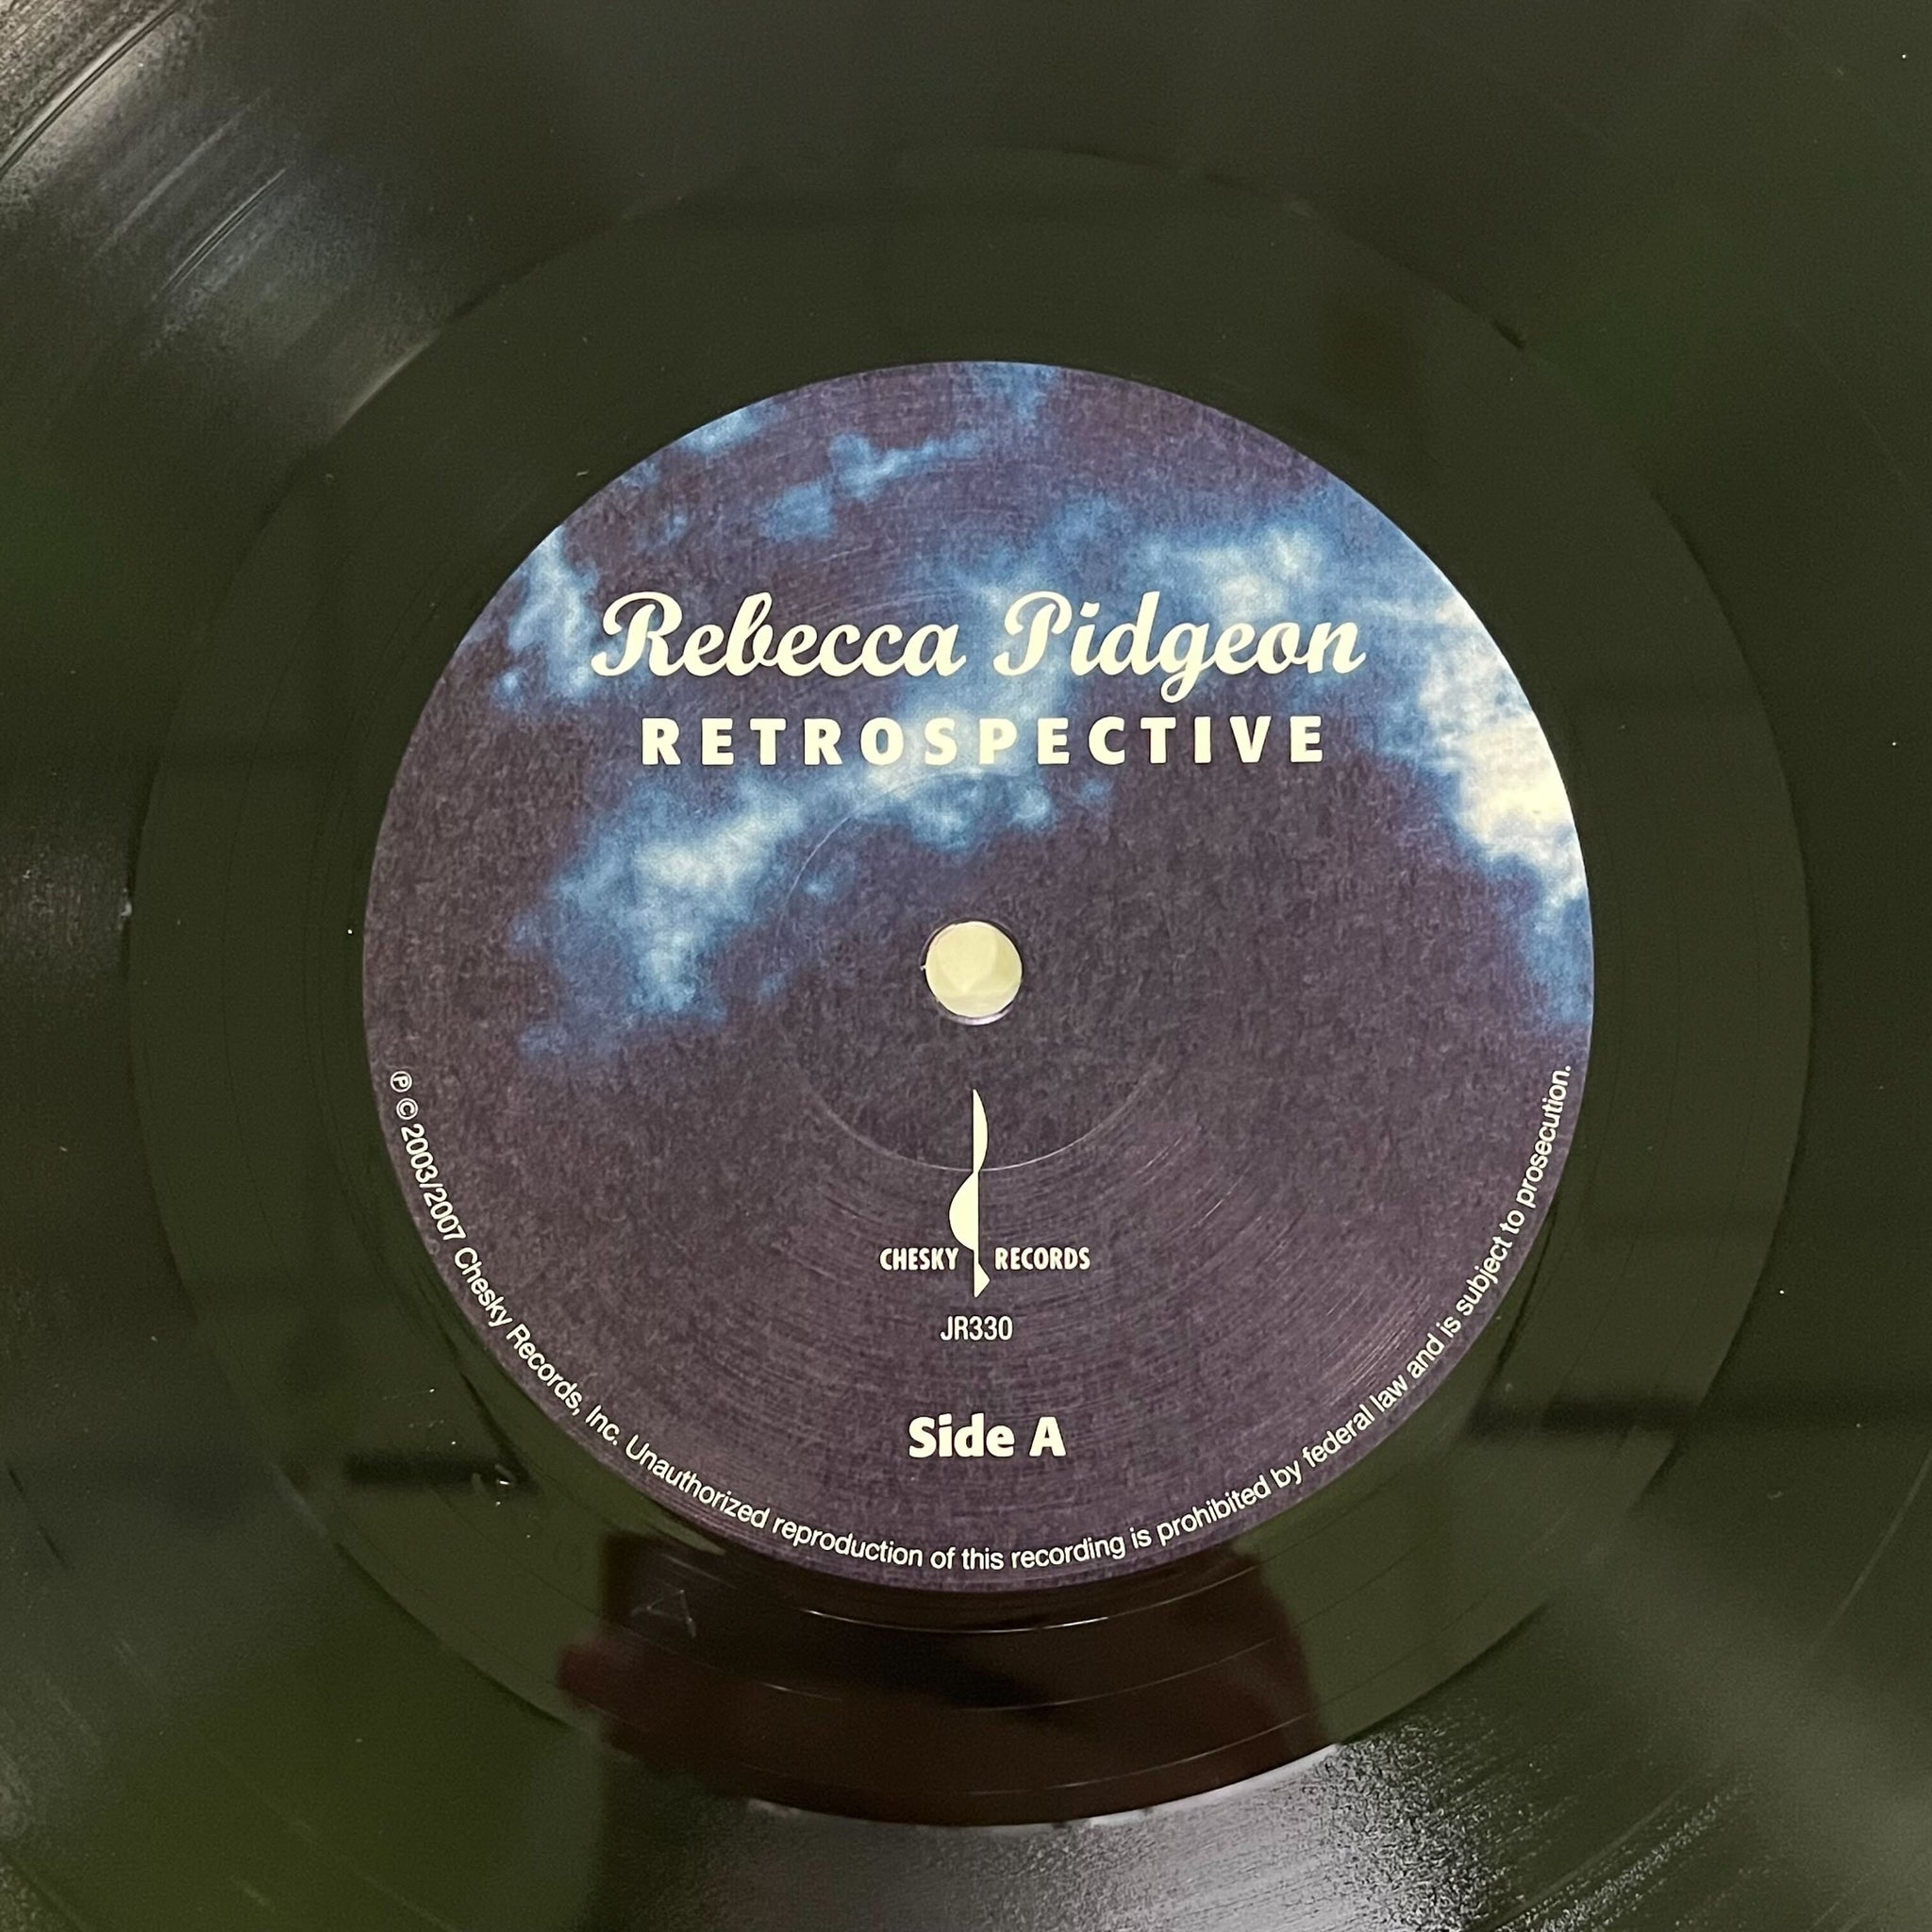 Rebecca Pidgeon
RETROSPECTIVE
CHESKY RECORDS
JR330
Side A
℗ © 2003/2007 Chesky Records, Inc. Unauthorized reproduction of this recording is prohibited by federal law and is subject to prosecution.